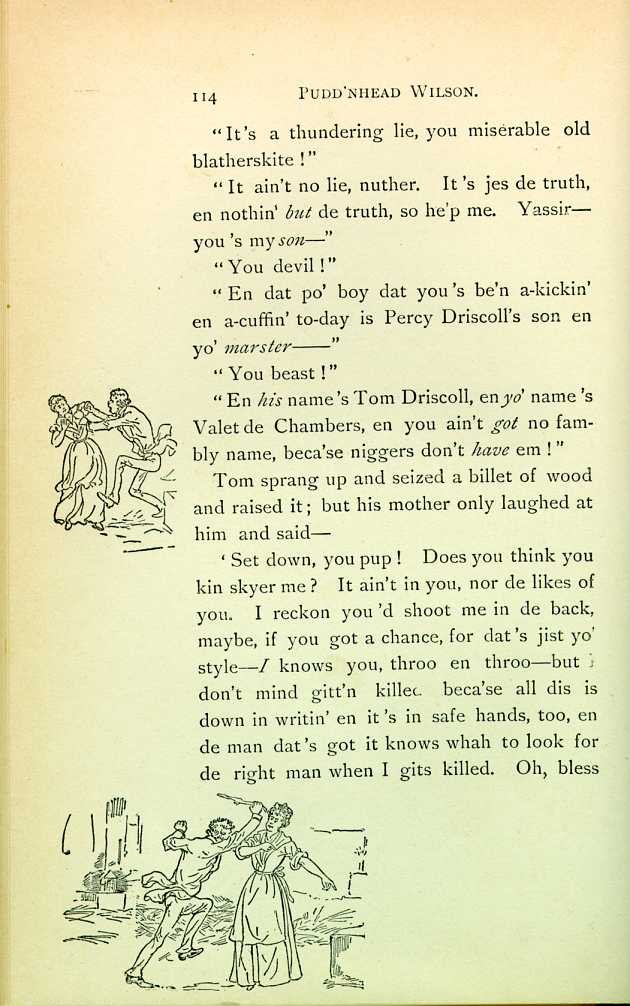 114 PUDD'NHEAD WILSON.
"It's a thundering lie, you miserable old
blatherskite!"
"It ain't no lie, nuther. It 's jes de truth,
en nothin' but de truth, so he'p me. Yassir—
you 's my son—"
"You devil!"
"En dat po' boy dat you 's be'n a-kickin'
en a-cuffin' to-day is Percy Driscoll's son en
yo' marster——"
"You beast!"
"En his name 's Tom Driscoll, en yo' name 's
Valet de Chambers, en you ain't got no fam-
bly name, beca'se niggers don't have em!"
Tom sprang up and seized a billet of wood
and raised it; but his mother only laughed at
him and said—
' Set down, you pup! Does you think you
kin skyer me? It ain't in you, nor de likes of
you. I reckon you 'd shoot me in de back,
maybe, if you got a chance, for dat 's jist yo'
style—I knows you, throo en throo—but
don't mind gitt'n beca'se all dis is
down in writin' en it 's in safe hands, too, en
de man dat 's got it knows whah to look for
de right man when I gits killed. Oh, bless